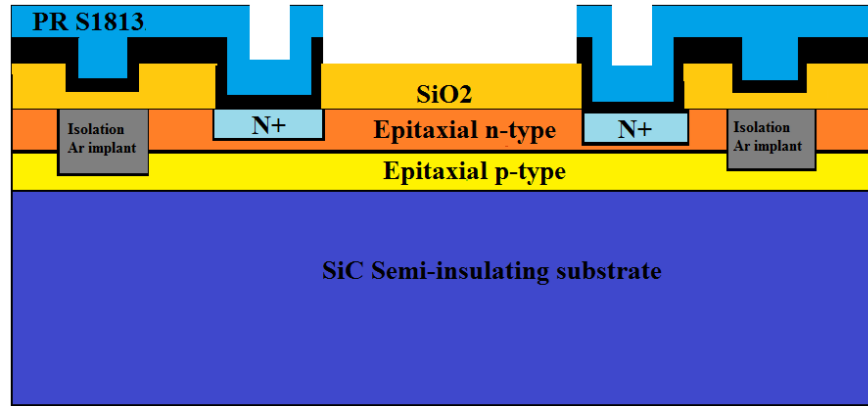 PR S1813
SiO2
Isolation
Ar implant
N+
Epitaxial n-type
N+
Isolation
Ar implant
Epitaxial p-type
SiC Semi-insulating substrate